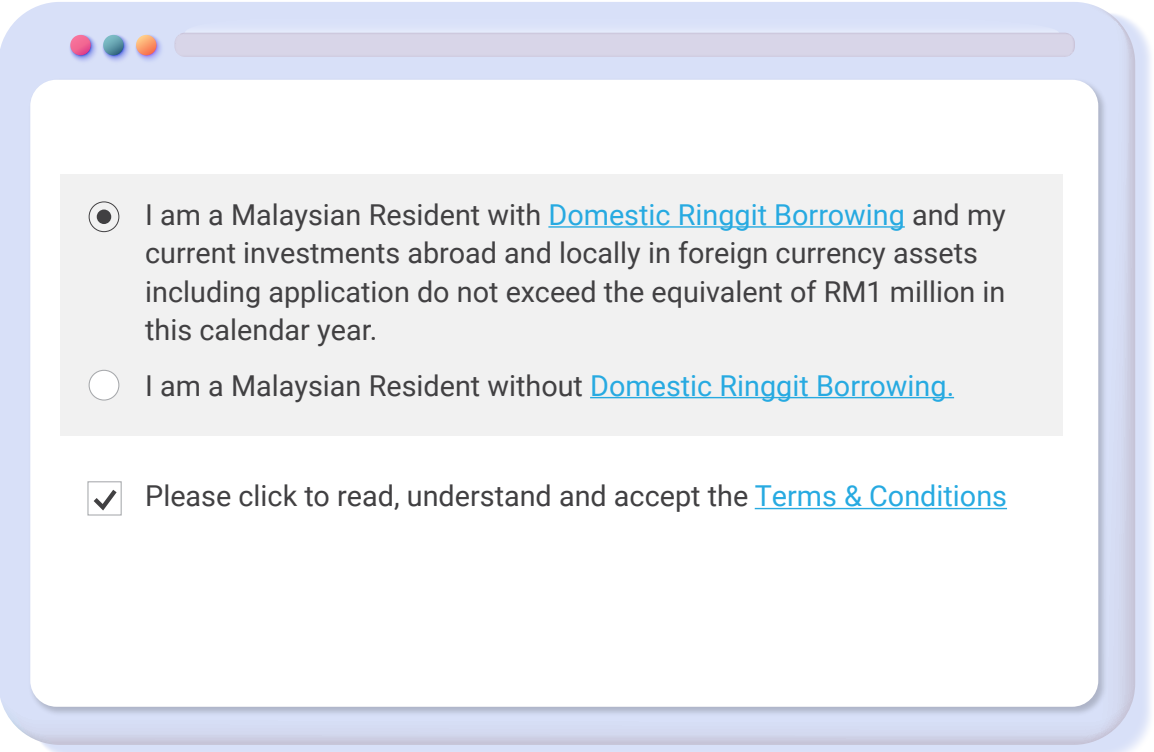 I am a Malaysian Resident with Domestic Ringgit Borrowing and my
current investments abroad and locally in foreign currency assets
including application do not exceed the equivalent of RM1 million in
this calendar year.
I am a Malaysian Resident without Domestic Ringgit Borrowing.
Please click to read, understand and accept the Terms & Conditions